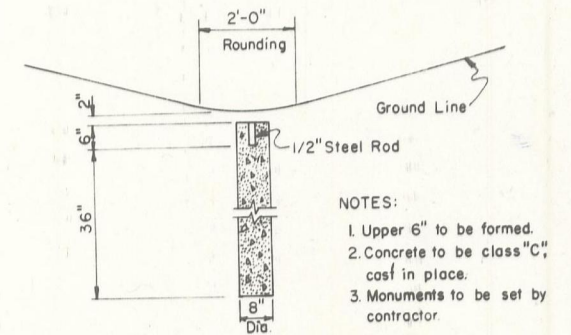 2'-0"
Rounding
2"
Ground Line
6"
1/2" Steel Rod
36"
NOTES:
1. Upper 6" to be formed.
2. Concrete to be class "C",
cast in place.
3. Monuments to be set by
contractor.
8"
Dia.